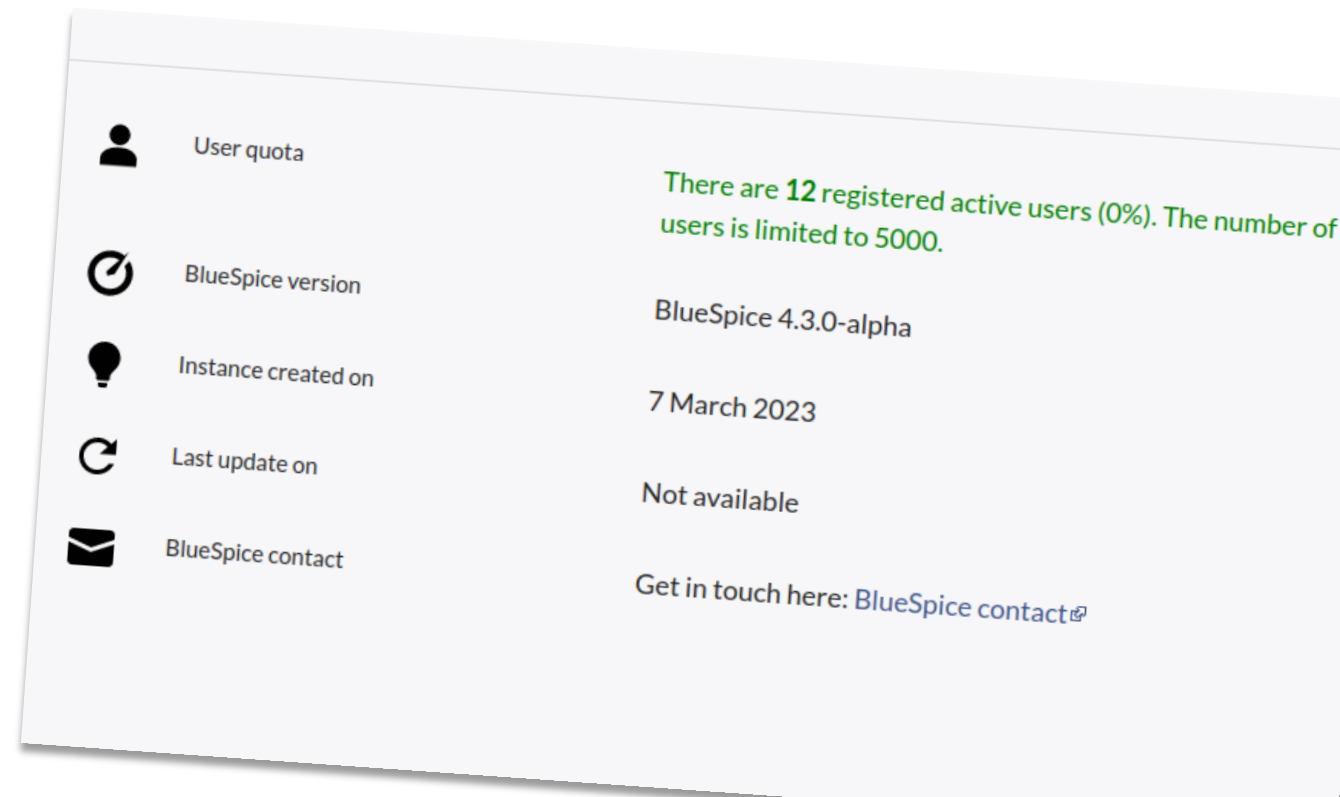 User quota
There are 12 registered active users (0%). The number of
users is limited to 5000.
BlueSpice version
BlueSpice 4.3.0-alpha
Instance created on
7 March 2023
Last update on
Not available
BlueSpice contact
Get in touch here: BlueSpice contact